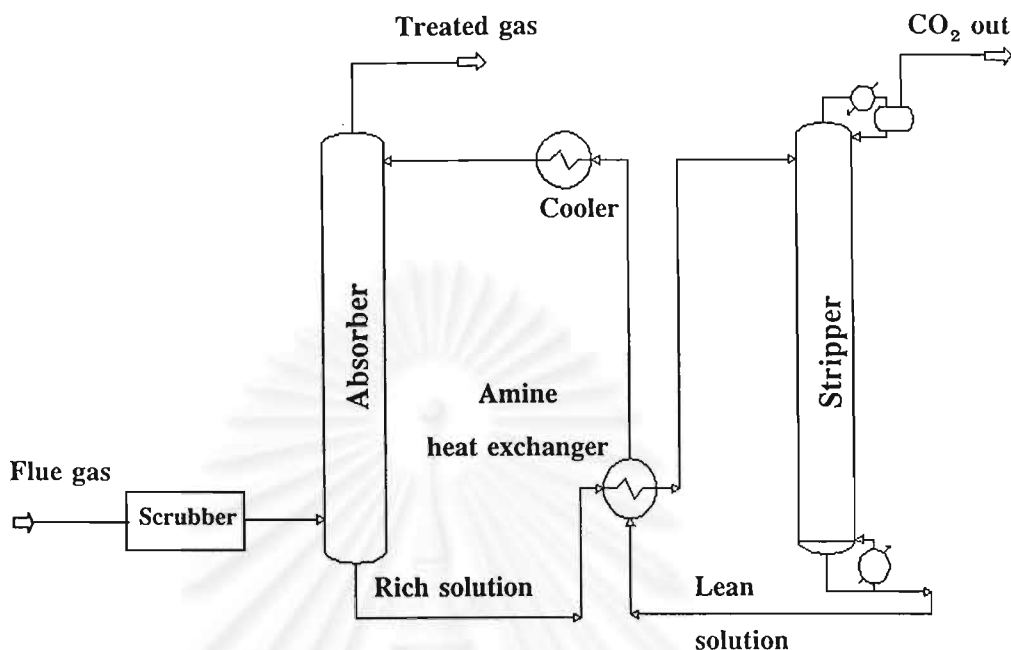 Treated gas
CO₂ out
Cooler
Absorber
Stripper
Amine
heat exchanger
Flue gas
Scrubber
Rich solution
Lean
solution